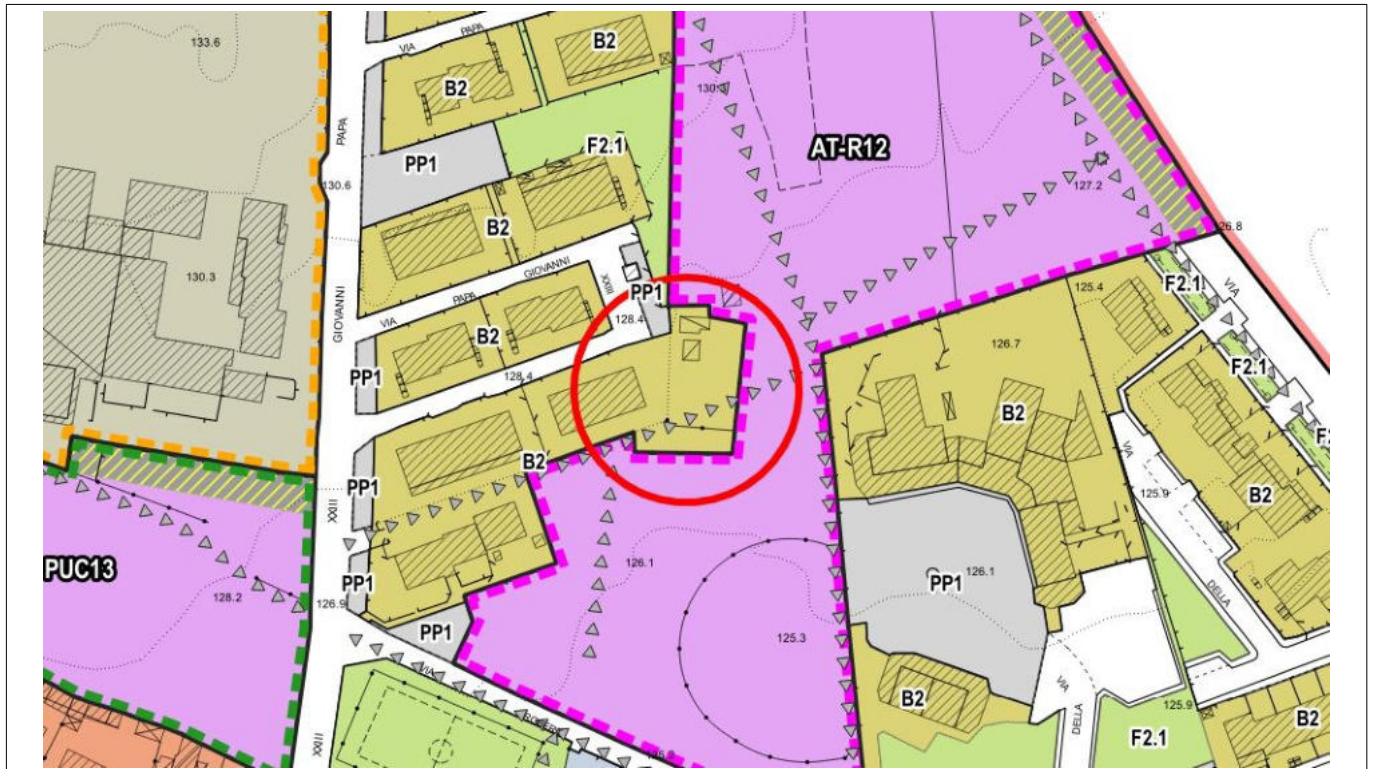 133.6
VIA
PAPA
B2
B2
130.3
AT-R12
PAPA
PP1
F2.1
130.6
127.2
B2
26.8
130.3
GIOVANNI
VIA
PAPA
GIOVANNI
XXIII
PP1
125.4
F2.1
VIA
128.4
B2
126.7
F2.1
PP1
128.4
B2
F2
B2
VIA
PP1
XXIII
125.9
B2
PUC13
126.1
PP1
126.1
PP1
128.2
126.9
DELLA
PP1
125.3
VIA
VIA
B2
DELLA
125.9
B2
F2.1
XXIII